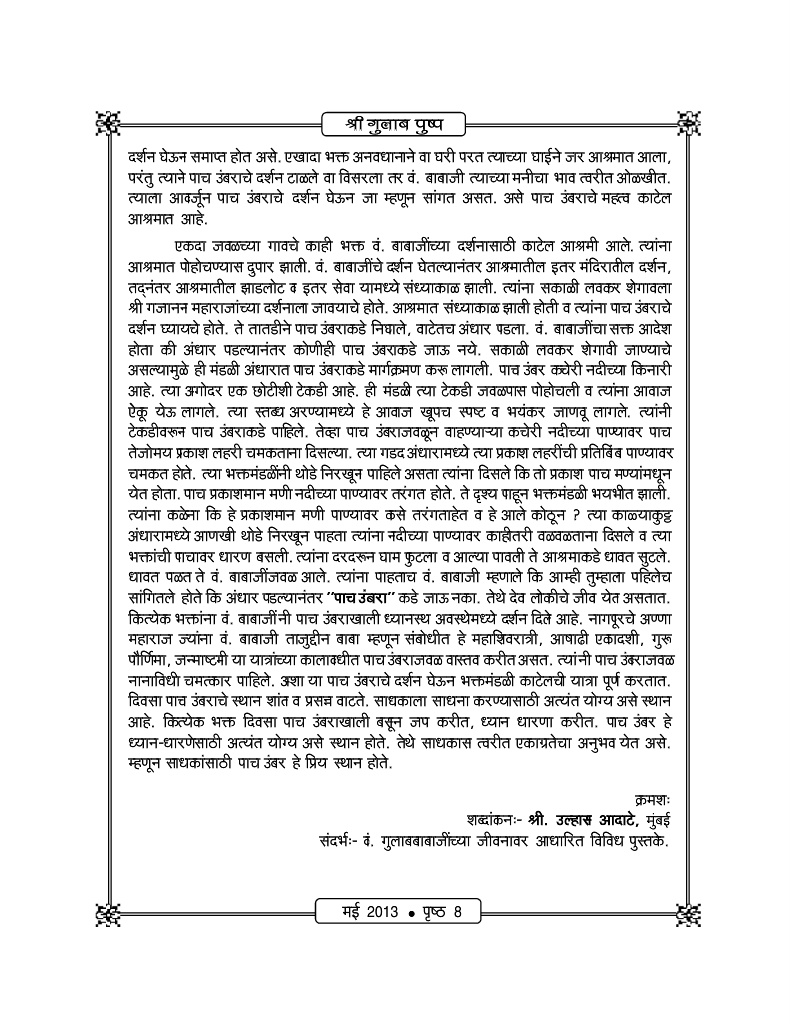 श्री गुलाब पुष्प
दर्शन घेऊन समाप्त होत असे. एखादा भक्त अनवधानाने वा घरी परत त्याच्या घाईने जर आश्रमात आला,
परंतु त्याने पाच उंबराचे दर्शन टाळले वा विसरला तर वं. बाबाजी त्याच्या मनीचा भाव त्वरीत ओळखीत.
त्याला आवर्जून पाच उंबराचे दर्शन घेऊन जा म्हणून सांगत असत. असे पाच उंबराचे महत्व काटेल
आश्रमात आहे.
एकदा जवळच्या गावचे काही भक्त वं. बाबाजींच्या दर्शनासाठी काटेल आश्रमी आले. त्यांना
आश्रमात पोहोचण्यास दुपार झाली. वं. बाबाजींचे दर्शन घेतल्यानंतर आश्रमातील इतर मंदिरातील दर्शन,
तद्नंतर आश्रमातील झाडलोट व इतर सेवा यामध्ये संध्याकाळ झाली. त्यांना सकाळी लवकर शेगावला
श्री गजानन महाराजांच्या दर्शनाला जावयाचे होते. आश्रमात संध्याकाळ झाली होती व त्यांना पाच उंबराचे
दर्शन घ्यायचे होते. ते तातडीने पाच उंबराकडे निघाले, वाटेतच अंधार पडला. वं. बाबाजींचा सक्त आदेश
होता की अंधार पडल्यानंतर कोणीही पाच उंबराकडे जाऊ नये. सकाळी लवकर शेगावी जाण्याचे
असल्यामुळे ही मंडळी अंधारात पाच उंबराकडे मार्गक्रमण करू लागली. पाच उंबर कचेरी नदीच्या किनारी
आहे. त्या अगोदर एक छोटीशी टेकडी आहे. ही मंडळी त्या टेकडी जवळपास पोहोचली व त्यांना आवाज
ऐकू येऊ लागले. त्या स्तब्ध अरण्यामध्ये हे आवाज खूपच स्पष्ट व भयंकर जाणवू लागले. त्यांनी
टेकडीवरून पाच उंबराकडे पाहिले. तेव्हा पाच उंबराजवळून वाहण्याऱ्या कचेरी नदीच्या पाण्यावर पाच
तेजोमय प्रकाश लहरी चमकताना दिसल्या. त्या गडद अंधारामध्ये त्या प्रकाश लहरींची प्रतिबिंब पाण्यावर
चमकत होते. त्या भक्तमंडळींनी थोडे निरखून पाहिले असता त्यांना दिसले कि तो प्रकाश पाच मण्यांमधून
येत होता. पाच प्रकाशमान मणी नदीच्या पाण्यावर तरंगत होते. ते दृश्य पाहून भक्तमंडळी भयभीत झाली.
त्यांना कळेना कि हे प्रकाशमान मणी पाण्यावर कसे तरंगताहेत व हे आले कोठून ? त्या काळ्याकुट्ट
अंधारामध्ये आणखी थोडे निरखून पाहता त्यांना नदीच्या पाण्यावर काहीतरी वळवळताना दिसले व त्या
भक्तांची पाचावर धारण बसली. त्यांना दरदरून घाम फुटला व आल्या पावली ते आश्रमाकडे धावत सुटले.
धावत पळत ते वं. बाबाजींजवळ आले. त्यांना पाहताच वं. बाबाजी म्हणाले कि आम्ही तुम्हाला पहिलेच
सांगितले होते कि अंधार पडल्यानंतर "पाच उंबरा" कडे जाऊ नका. तेथे देव लोकीचे जीव येत असतात.
कित्येक भक्तांना वं. बाबाजींनी पाच उंबराखाली ध्यानस्थ अवस्थेमध्ये दर्शन दिले आहे. नागपूरचे अण्णा
महाराज ज्यांना वं. बाबाजी ताजुद्दीन बाबा म्हणून संबोधीत हे महाशिवरात्री, आषाढी एकादशी, गुरू
पौर्णिमा, जन्माष्टमी या यात्रांच्या कालावधीत पाच उंबराजवळ वास्तव करीत असत. त्यांनी पाच उंबराजवळ
नानाविधी चमत्कार पाहिले. अशा या पाच उंबराचे दर्शन घेऊन भक्तमंडळी काटेलची यात्रा पूर्ण करतात.
दिवसा पाच उंबराचे स्थान शांत व प्रसन्न वाटते. साधकाला साधना करण्यासाठी अत्यंत योग्य असे स्थान
आहे. कित्येक भक्त दिवसा पाच उंबराखाली बसून जप करीत, ध्यान धारणा करीत. पाच उंबर हे
ध्यान-धारणेसाठी अत्यंत योग्य असे स्थान होते. तेथे साधकास त्वरीत एकाग्रतेचा अनुभव येत असे.
म्हणून साधकांसाठी पाच उंबर हे प्रिय स्थान होते.
क्रमशः
शब्दांकनः- श्री. उल्हास आदाटे, मुंबई
संदर्भः- वं. गुलाबबाबाजींच्या जीवनावर आधारित विविध पुस्तके.
मई 2013 • पृष्ठ 8